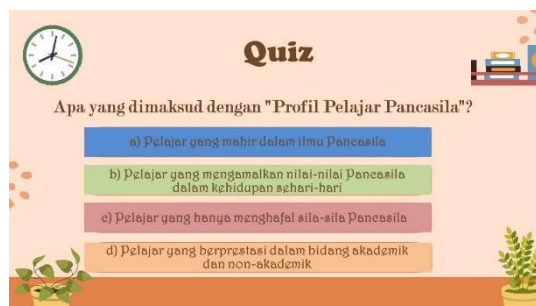 Quiz
Apa yang dimaksud dengan "Profil Pelajar Pancasila"?
a) Pelajar yang mahir dalam ilmu Pancasila
b) Pelajar yang mengamalkan nilai-nilai Pancasila
dalam kehidupan sehari-hari
c) Pelajar yang hanya menghafal sila-sila Pancasila
d) Pelajar yang berprestasi dalam bidang akademik
dan non-akademik